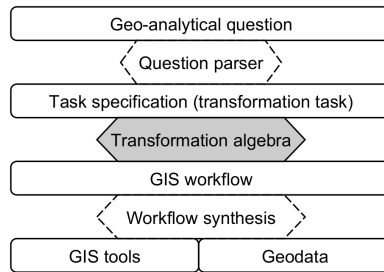 Geo-analytical question
Question parser
Task specification (transformation task)
Transformation algebra
GIS workflow
Workflow synthesis
GIS tools
Geodata